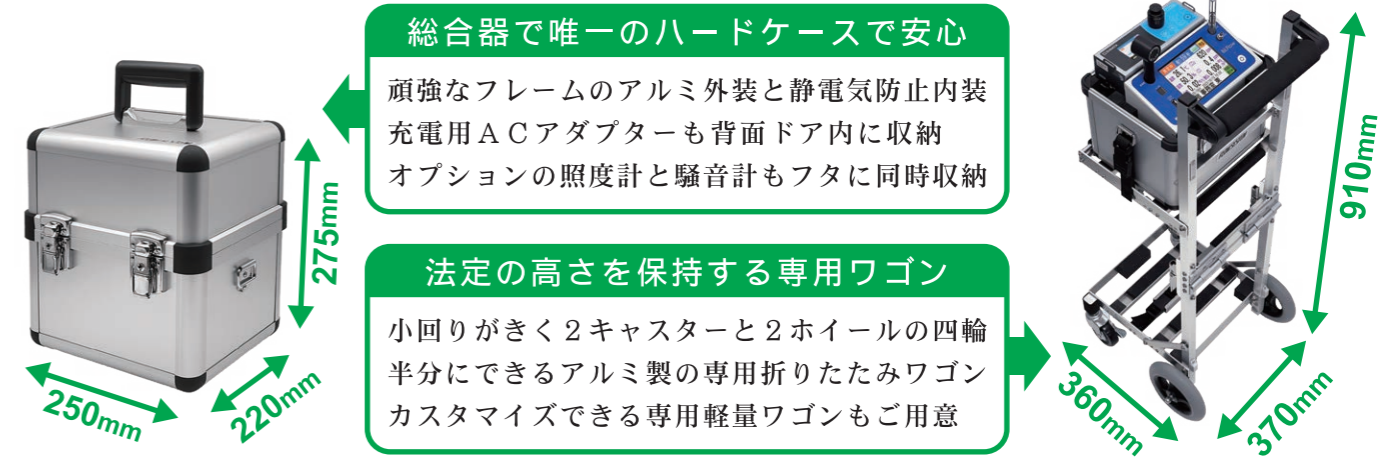 総合器で唯一のハードケースで安心
頑強なフレームのアルミ外装と静電気防止内装
充電用ACアダプターも背面ドア内に収納
オプションの照度計と騒音計もフタに同時収納
275mm
250mm
220mm
法定の高さを保持する専用ワゴン
小回りがきく2キャスターと2ホイールの四輪
半分にできるアルミ製の専用折りたたみワゴン
カスタマイズできる専用軽量ワゴンもご用意
910mm
360mm
370mm